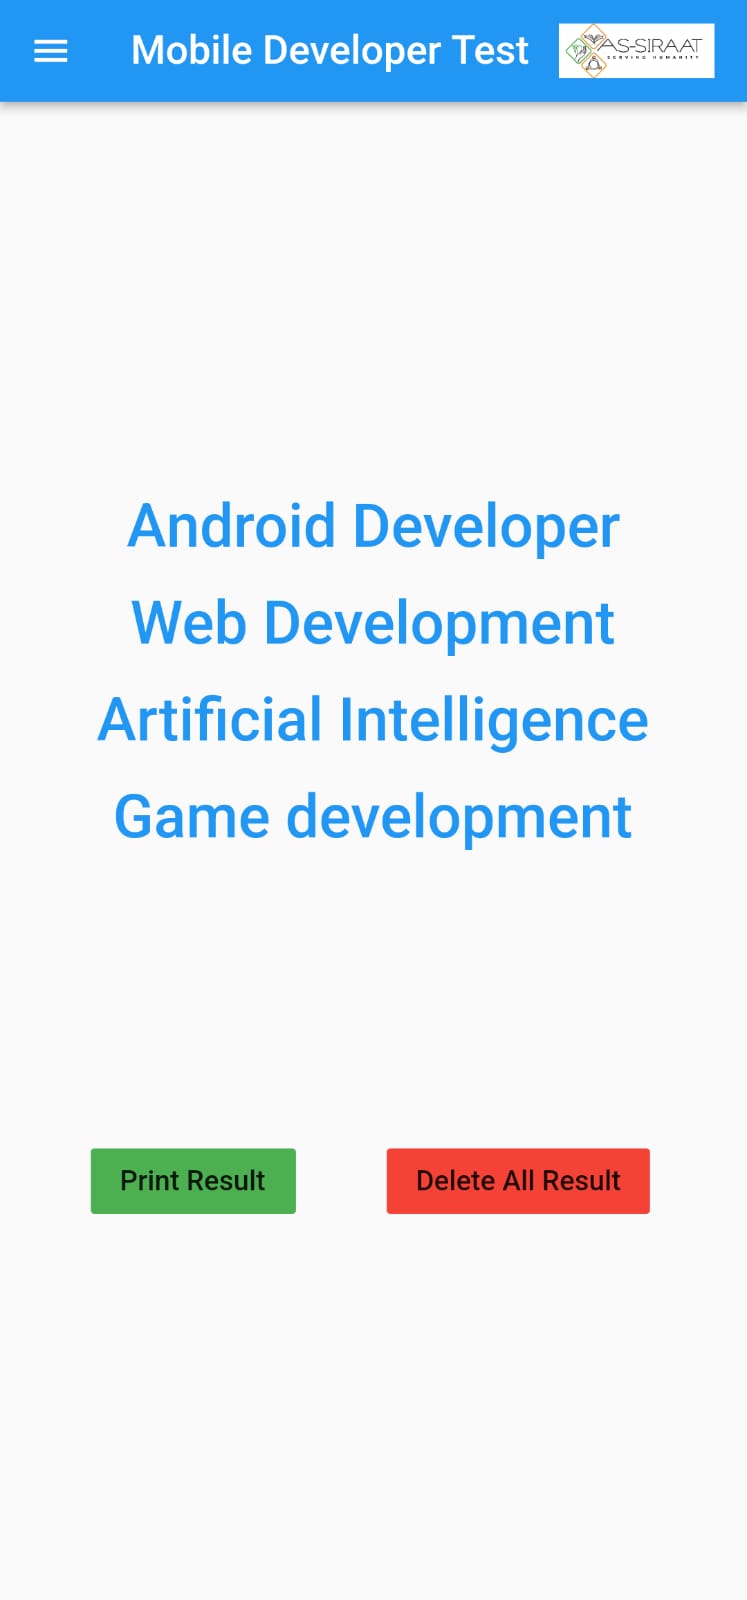 Mobile Developer Test
AS-SIRAAT
SERVING HUMANITY
Android Developer
Web Development
Artificial Intelligence
Game development
Print Result
Delete All Result